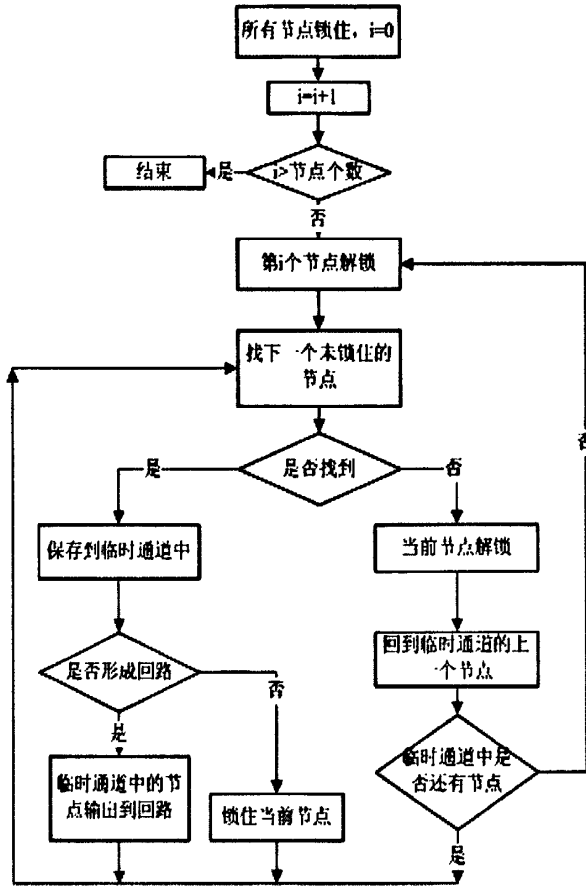 所有节点锁住，i=0
i=i+1
i>节点个数
是
结束
否
第i个节点解锁
找下一个未锁住的
节点
是否找到
是
否
否
保存到临时通道中
当前节点解锁
是否形成回路
否
是
回到临时通道的上
一个节点
临时通道中的节
点输出到回路
锁住当前节点
临时通道中是
否还有节点
是